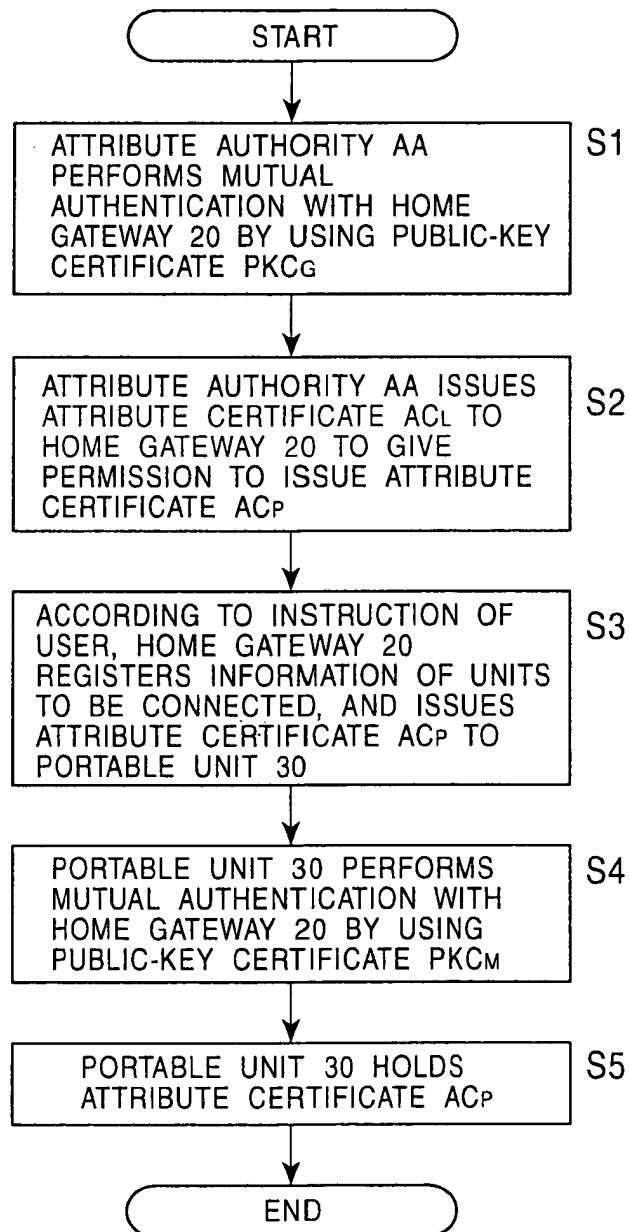 START
S1
ATTRIBUTE AUTHORITY AA
PERFORMS MUTUAL
AUTHENTICATION WITH HOME
GATEWAY 20 BY USING PUBLIC-KEY
CERTIFICATE PKCG
S2
ATTRIBUTE AUTHORITY AA ISSUES
ATTRIBUTE CERTIFICATE ACL TO
HOME GATEWAY 20 TO GIVE
PERMISSION TO ISSUE ATTRIBUTE
CERTIFICATE ACP
S3
ACCORDING TO INSTRUCTION OF
USER, HOME GATEWAY 20
REGISTERS INFORMATION OF UNITS
TO BE CONNECTED, AND ISSUES
ATTRIBUTE CERTIFICATE ACP TO
PORTABLE UNIT 30
S4
PORTABLE UNIT 30 PERFORMS
MUTUAL AUTHENTICATION WITH
HOME GATEWAY 20 BY USING
PUBLIC-KEY CERTIFICATE PKCM
S5
PORTABLE UNIT 30 HOLDS
ATTRIBUTE CERTIFICATE ACP
END